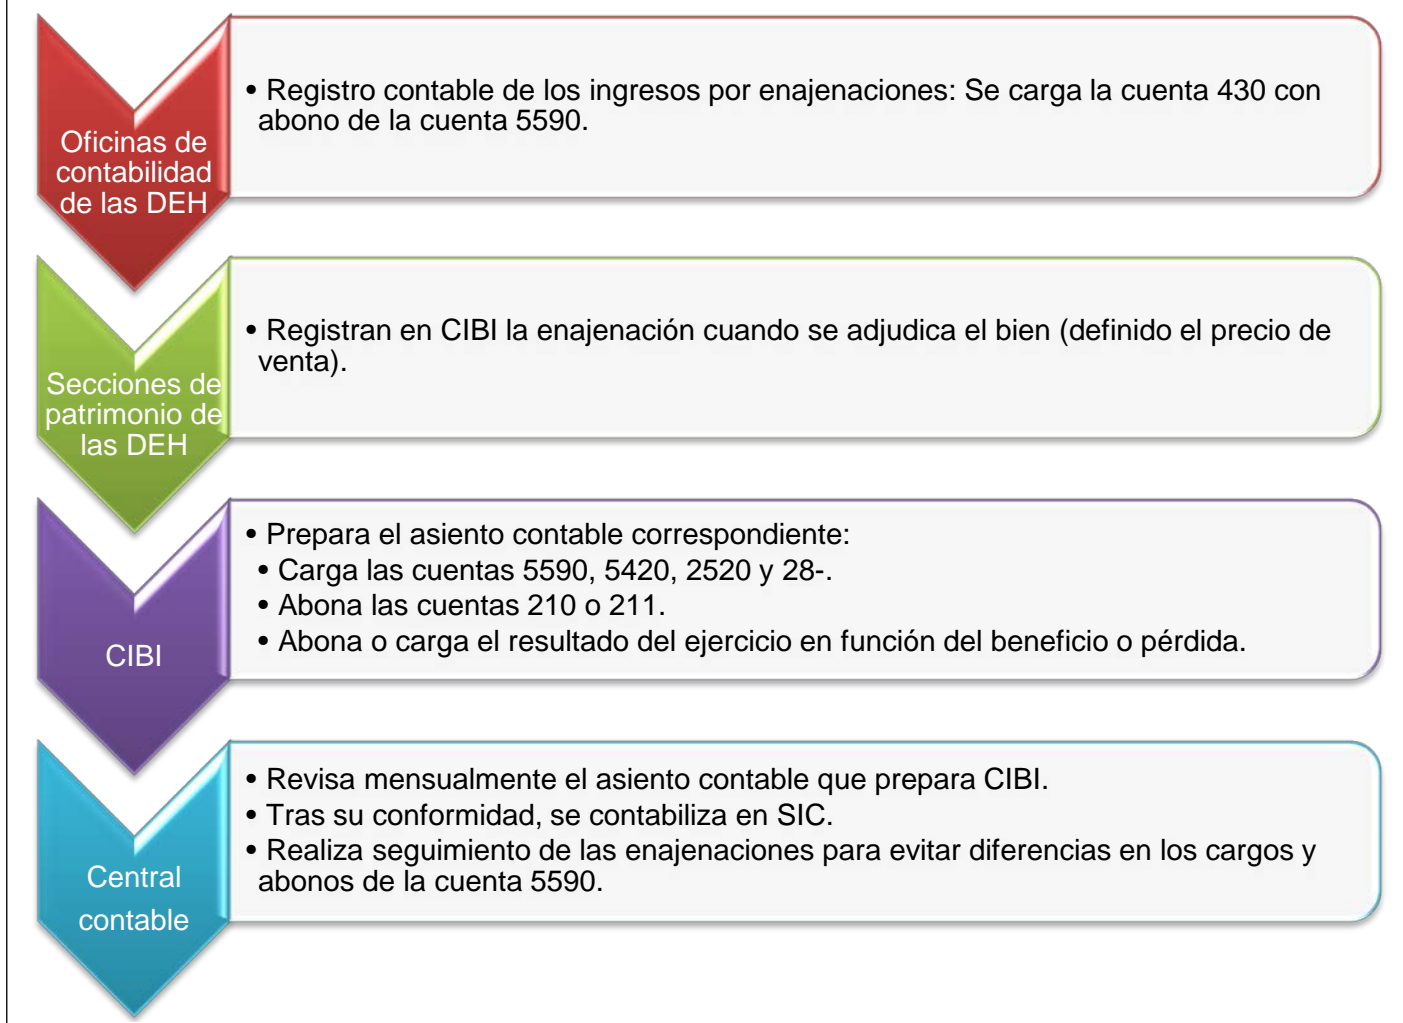 Oficinas de
contabilidad
de las DEH
• Registro contable de los ingresos por enajenaciones: Se carga la cuenta 430 con
abono de la cuenta 5590.
Secciones de
patrimonio de
las DEH
• Registran en CIBI la enajenación cuando se adjudica el bien (definido el precio de
venta).
CIBI
• Prepara el asiento contable correspondiente:
• Carga las cuentas 5590, 5420, 2520 y 28-.
• Abona las cuentas 210 o 211.
• Abona o carga el resultado del ejercicio en función del beneficio o pérdida.
Central
contable
• Revisa mensualmente el asiento contable que prepara CIBI.
• Tras su conformidad, se contabiliza en SIC.
• Realiza seguimiento de las enajenaciones para evitar diferencias en los cargos y
abonos de la cuenta 5590.